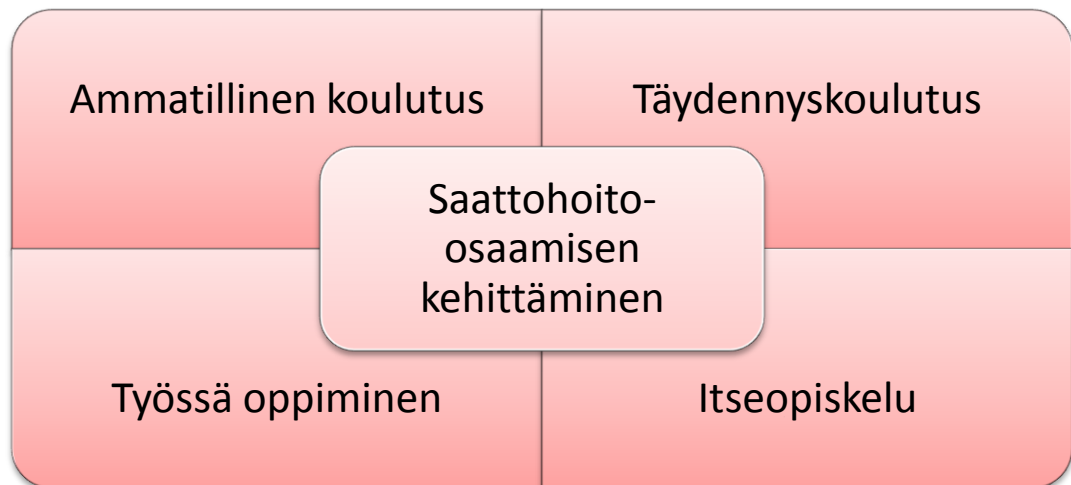 Ammatillinen koulutus
Täydennyskoulutus
Saattohoito-
osaamisen
kehittäminen
Työssä oppiminen
Itseopiskelu